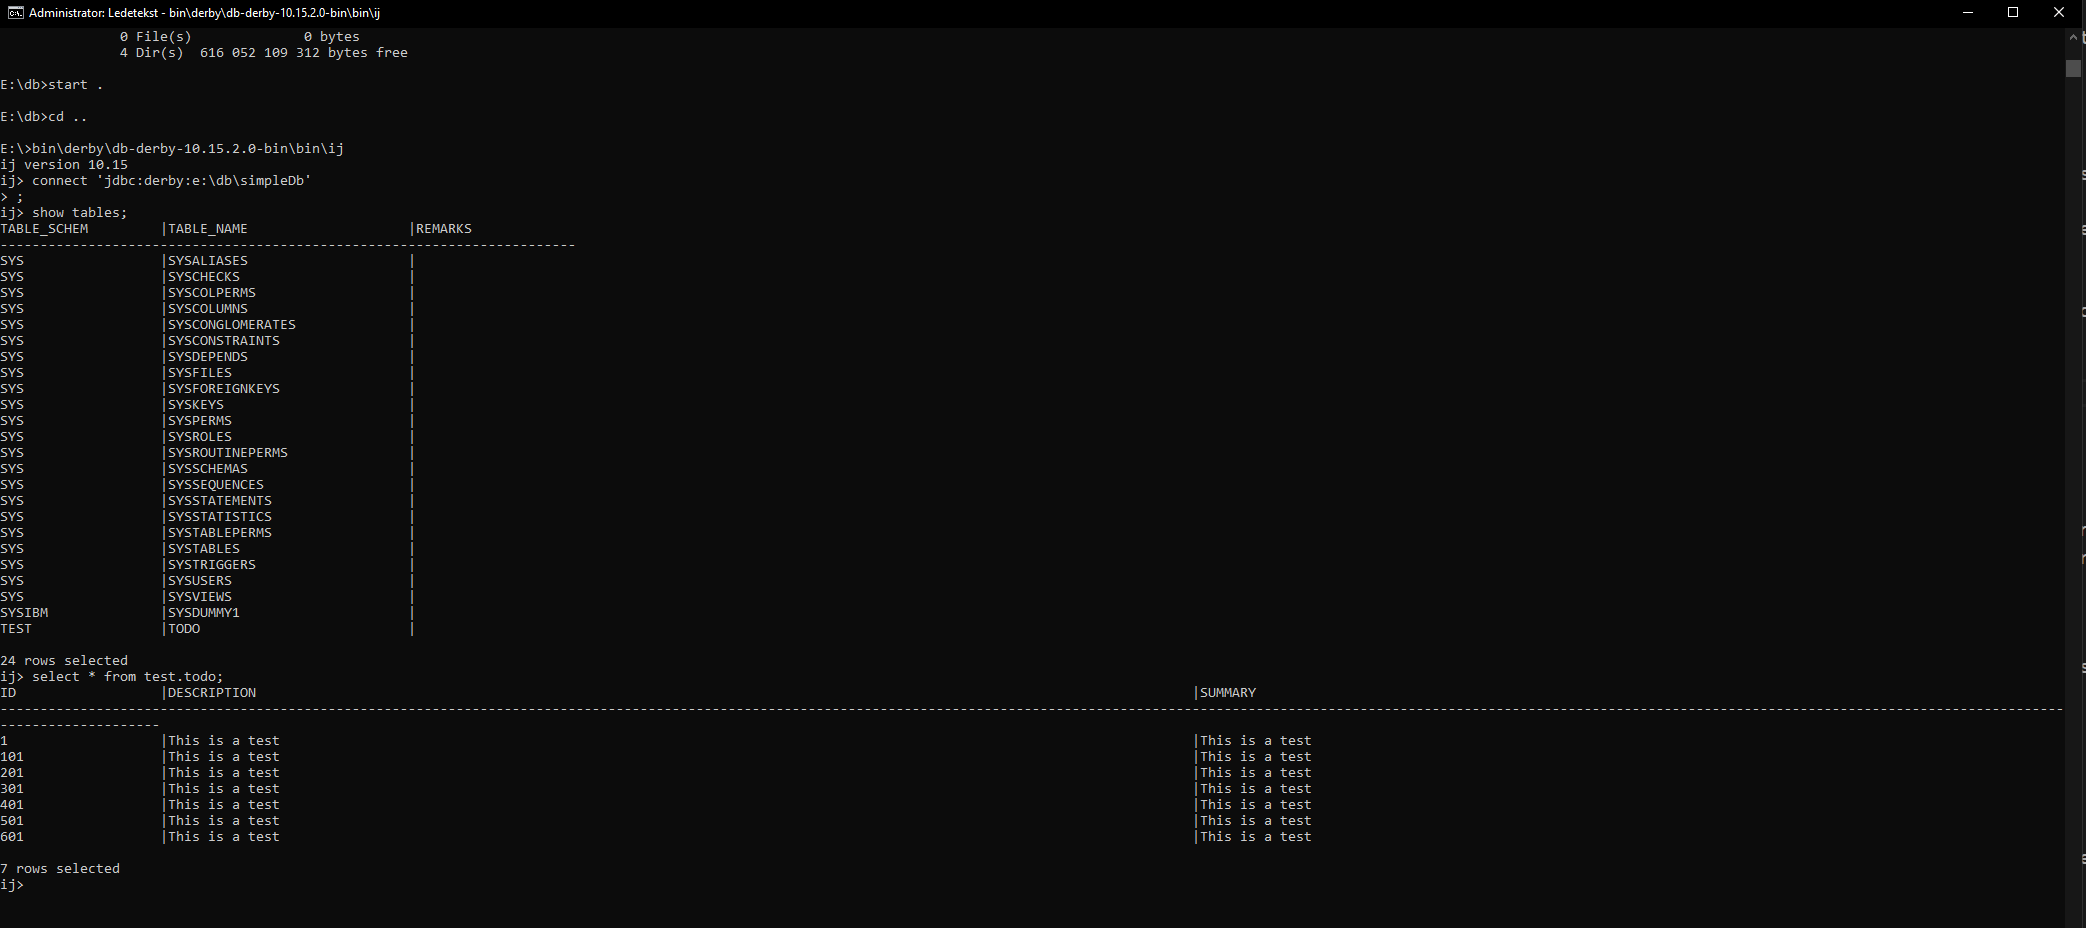 Administrator: Ledetekst - bin\derby\db-derby-10.15.2.0-bin\bin\ij
0 File(s) 0 bytes
4 Dir(s) 616 052 109 312 bytes free
E:\db>start .
E:\db>cd ..
E:\>bin\derby\db-derby-10.15.2.0-bin\bin\ij
ij version 10.15
ij> connect 'jdbc:derby:e:\db\simpleDb'
> ;
ij> show tables;
TABLE_SCHEM |TABLE_NAME |REMARKS
------------------------------------------------------------------------
SYS |SYSALIASES |
SYS |SYSCHECKS |
SYS |SYSCOLPERMS |
SYS |SYSCOLUMNS |
SYS |SYSCONGLOMERATES |
SYS |SYSCONSTRAINTS |
SYS |SYSDEPENDS |
SYS |SYSFILES |
SYS |SYSFOREIGNKEYS |
SYS |SYSKEYS |
SYS |SYSPERMS |
SYS |SYSROLES |
SYS |SYSROUTINEPERMS |
SYS |SYSSCHEMAS |
SYS |SYSSEQUENCES |
SYS |SYSSTATEMENTS |
SYS |SYSSTATISTICS |
SYS |SYSTABLEPERMS |
SYS |SYSTABLES |
SYS |SYSTRIGGERS |
SYS |SYSUSERS |
SYS |SYSVIEWS |
SYSIBM |SYSDUMMY1 |
TEST |TODO |
24 rows selected
ij> select * from test.todo;
ID |DESCRIPTION |SUMMARY
--------------------
1 |This is a test |This is a test
101 |This is a test |This is a test
201 |This is a test |This is a test
301 |This is a test |This is a test
401 |This is a test |This is a test
501 |This is a test |This is a test
601 |This is a test |This is a test
7 rows selected
ij>